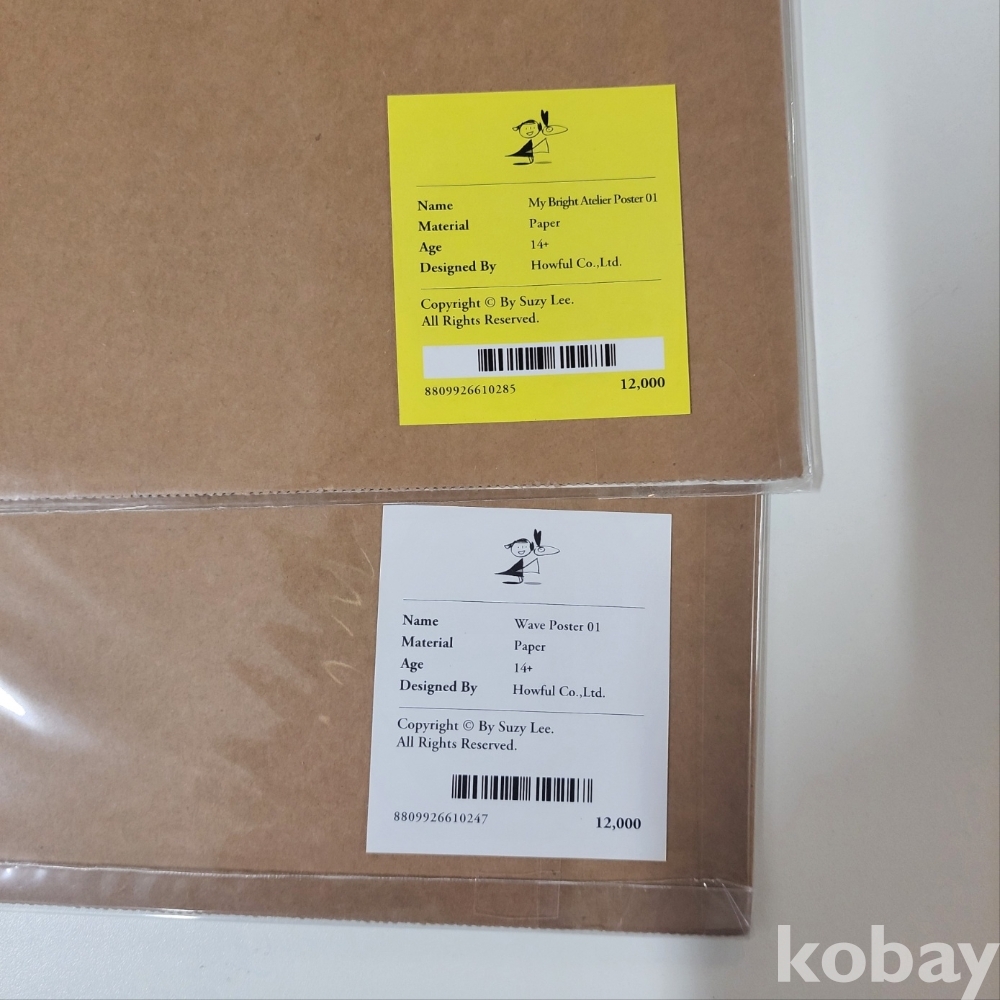 Name My Bright Atelier Poster 01
Material Paper
Age 14+
Designed By Howful Co.,Ltd.
Copyright © By Suzy Lee.
All Rights Reserved.
8809926610285 12,000
Name Wave Poster 01
Material Paper
Age 14+
Designed By Howful Co.,Ltd.
Copyright © By Suzy Lee.
All Rights Reserved.
8809926610247 12,000
kobay